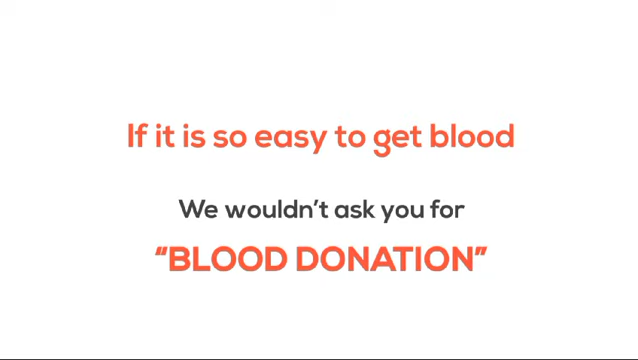 If it is so easy to get blood
We wouldn't ask you for
“BLOOD DONATION”